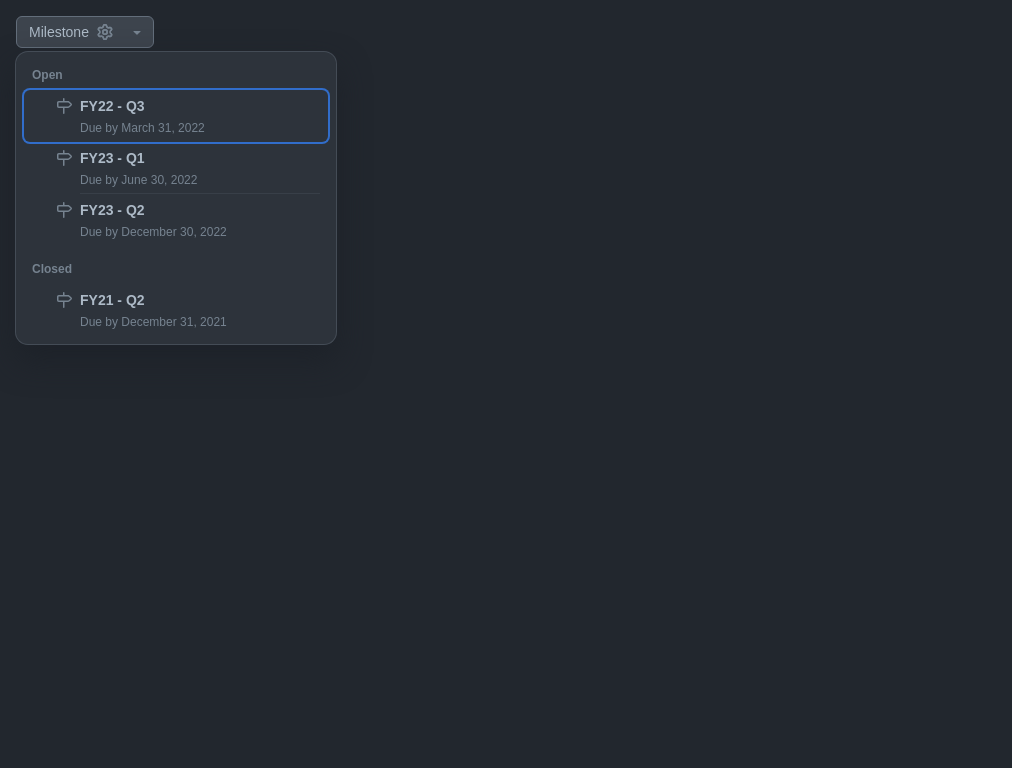 Milestone
Open
FY22 - Q3
Due by March 31, 2022
FY23 - Q1
Due by June 30, 2022
FY23 - Q2
Due by December 30, 2022
Closed
FY21 - Q2
Due by December 31, 2021